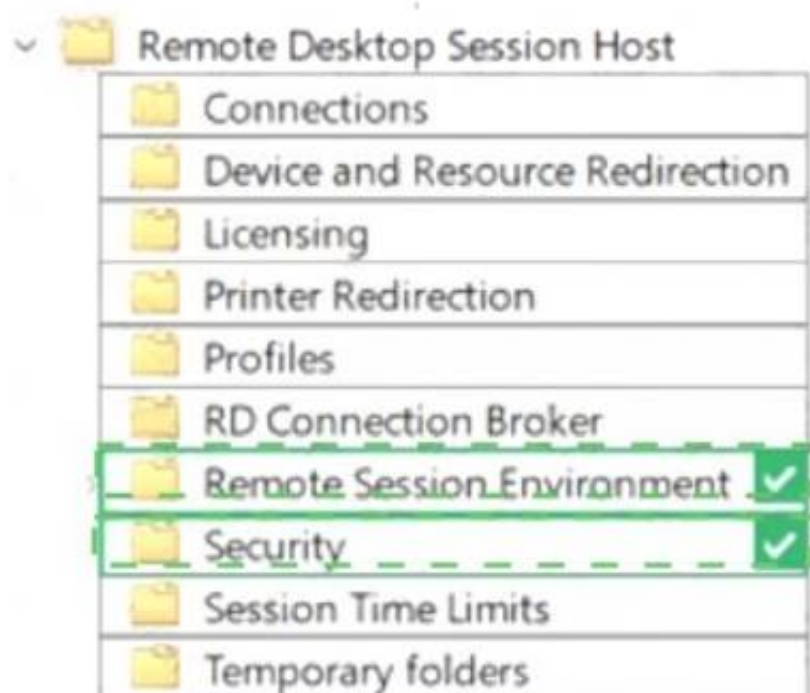 Remote Desktop Session Host
Connections
Device and Resource Redirection
Licensing
Printer Redirection
Profiles
RD Connection Broker
Remote Session Environment
Security
Session Time Limits
Temporary folders